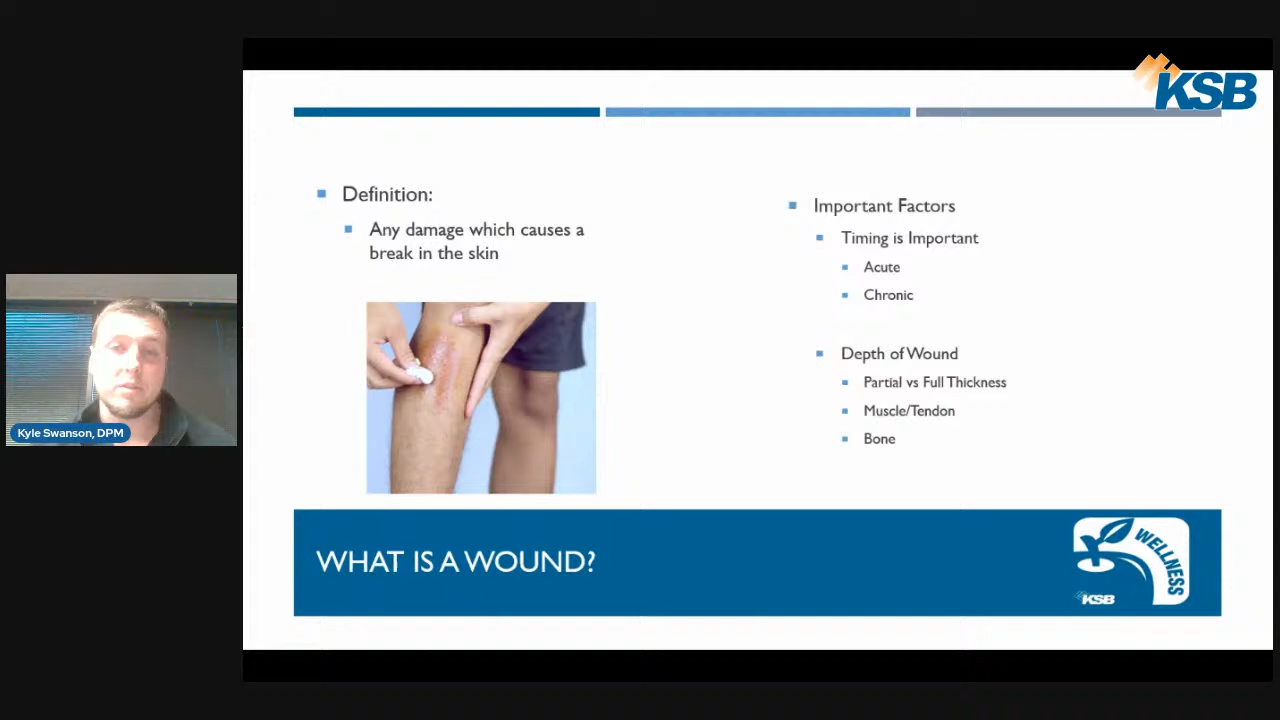 KSB
Definition:
Any damage which causes a
break in the skin
Important Factors
Timing is Important
Acute
Chronic
Depth of Wound
Partial vs Full Thickness
Muscle/Tendon
Bone
Kyle Swanson, DPM
WHAT IS A WOUND?
WELLNESS
KSB